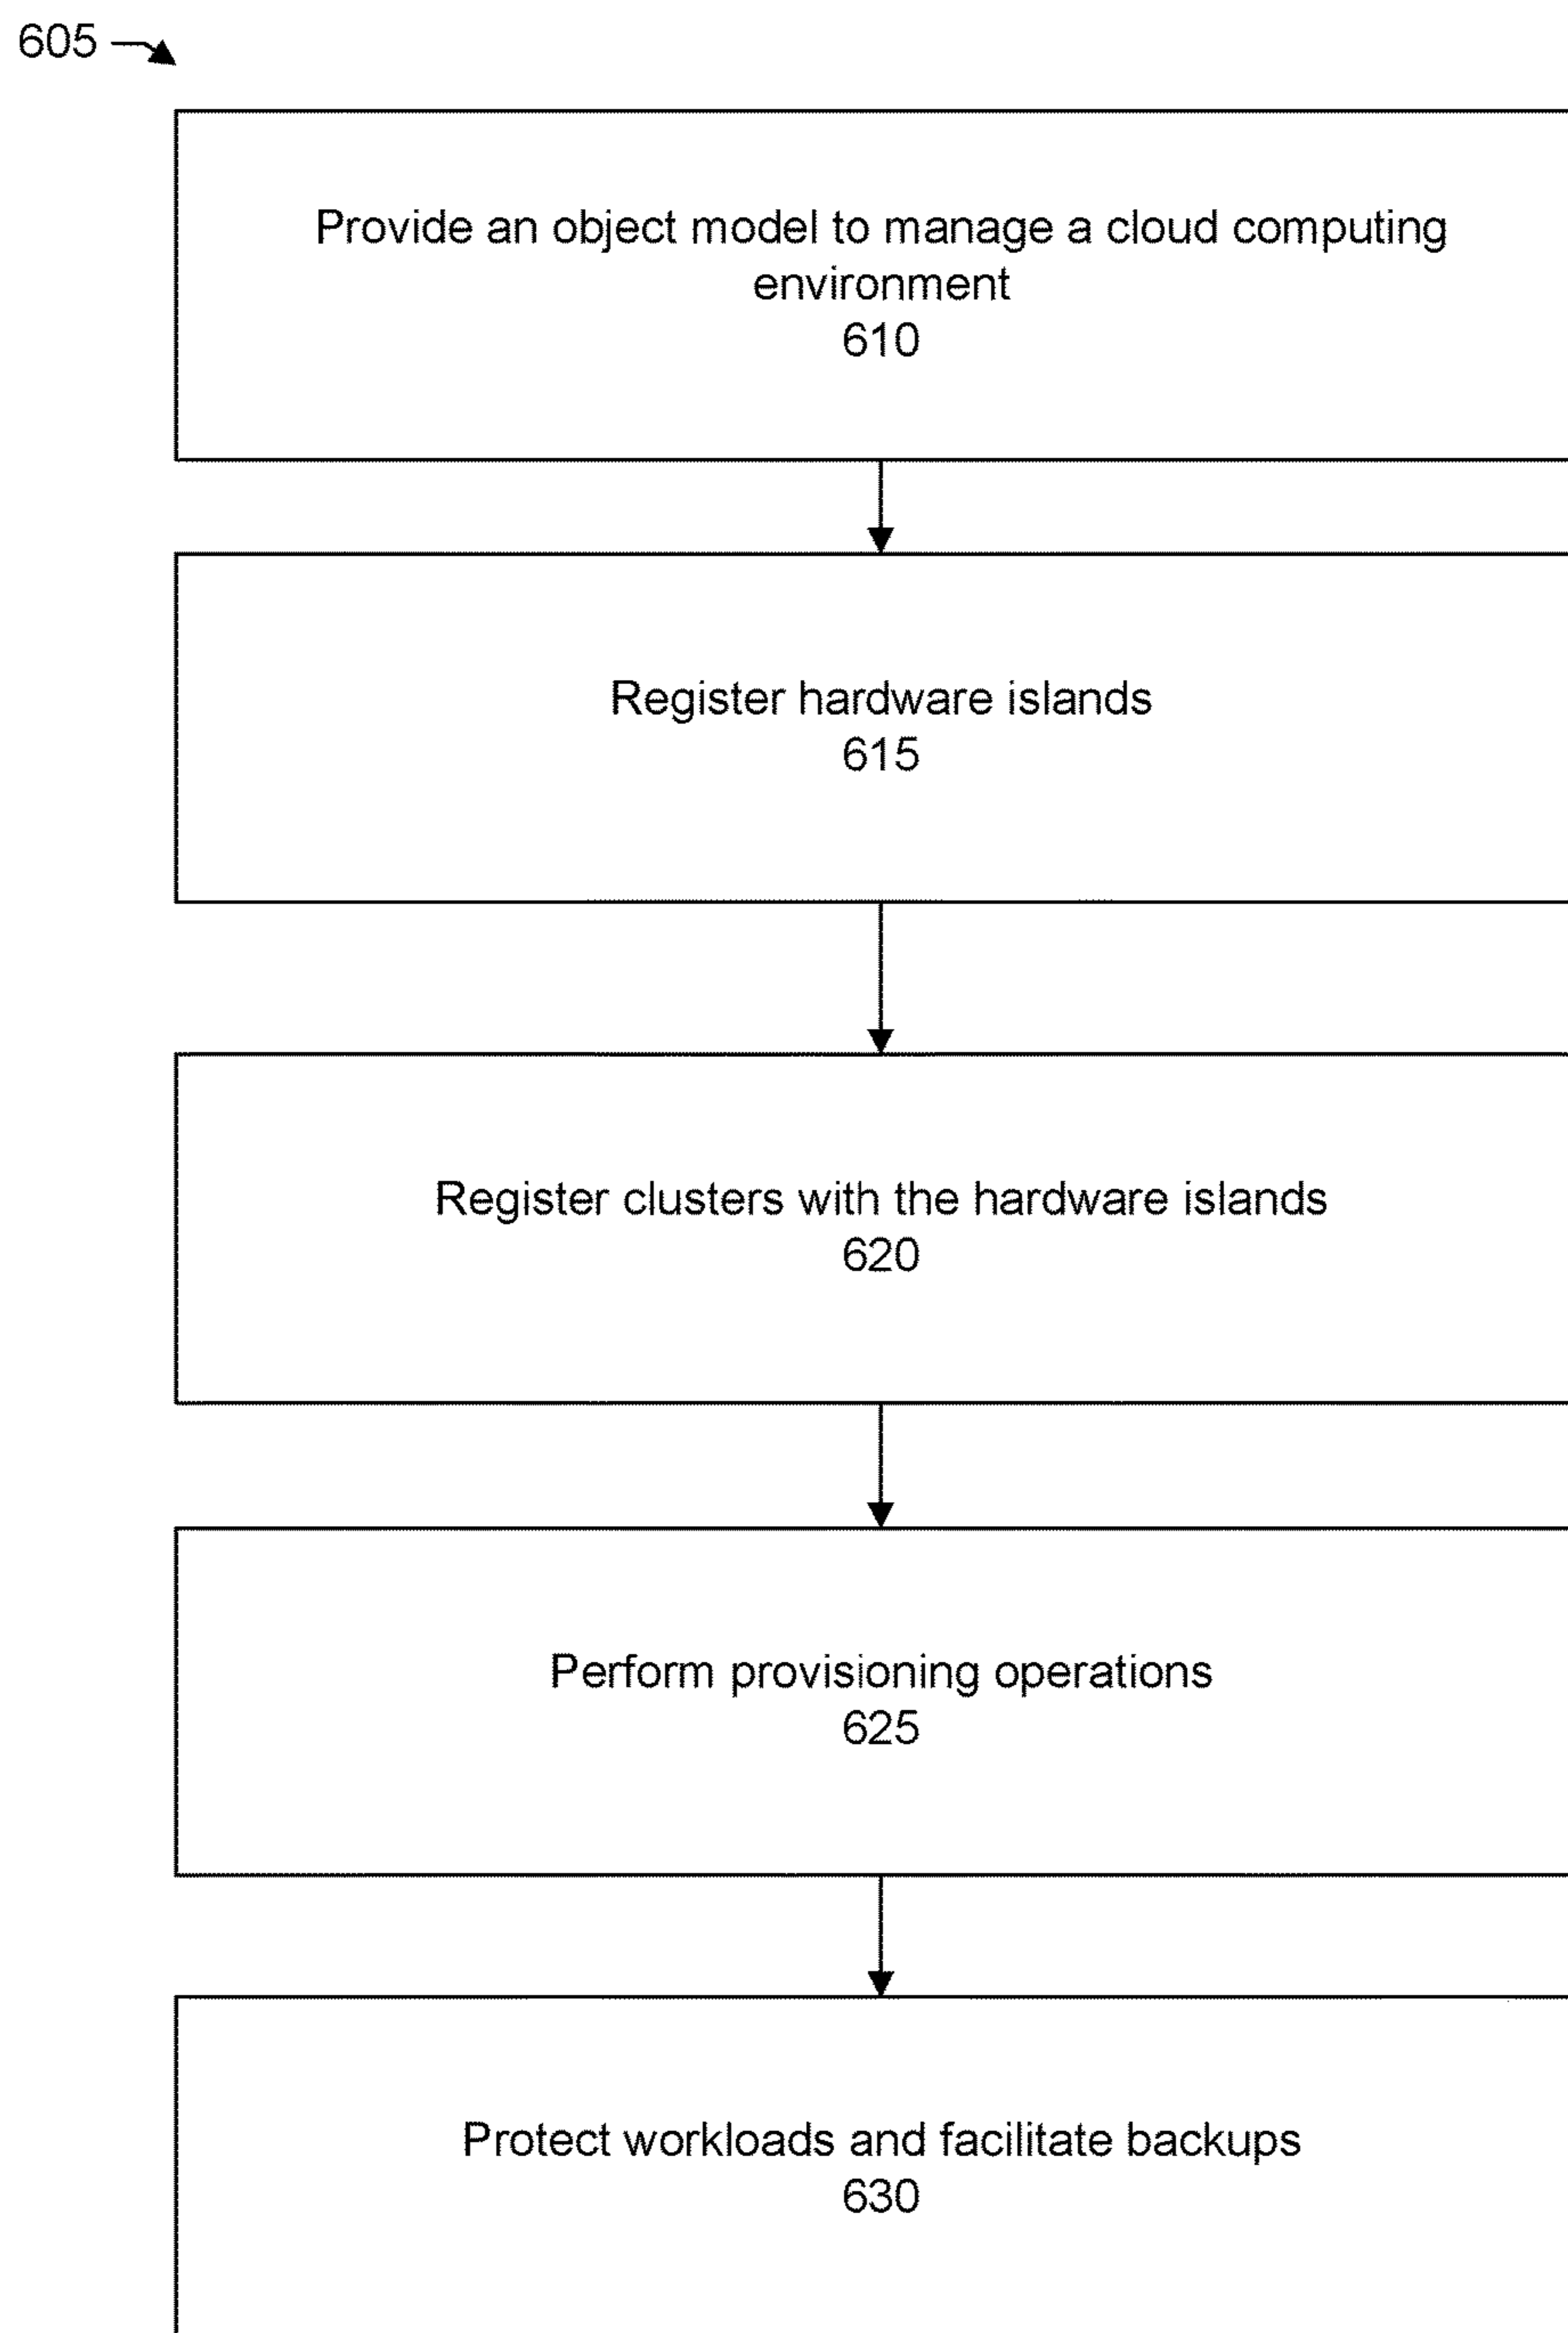 605
Provide an object model to manage a cloud computing
environment
610
Register hardware islands
615
Register clusters with the hardware islands
620
Perform provisioning operations
625
Protect workloads and facilitate backups
630